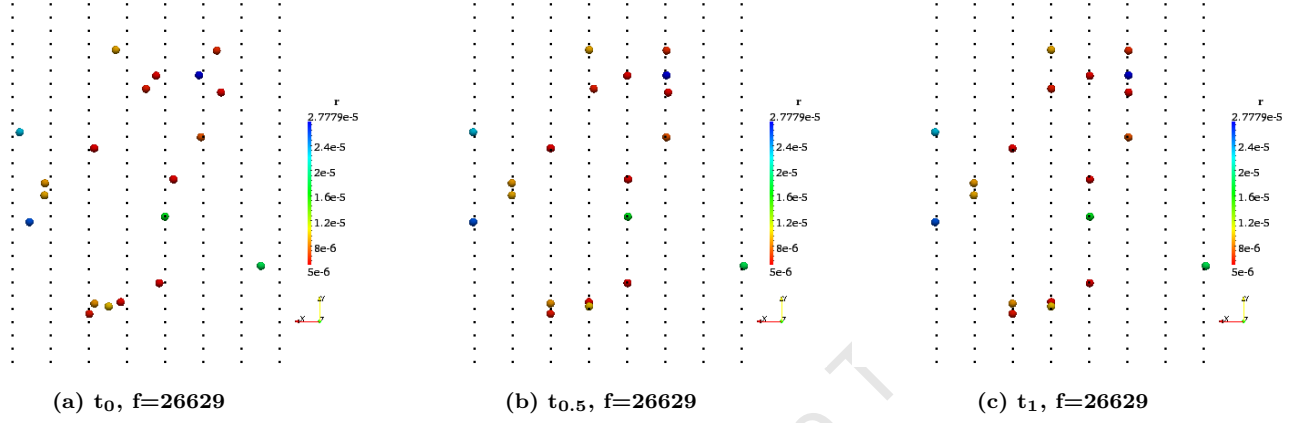 r
2.7779e-5
2.4e-5
2e-5
1.6e-5
1.2e-5
8e-6
5e-6
Y
X
Z
(a) t0, f=26629
r
2.7779e-5
2.4e-5
2e-5
1.6e-5
1.2e-5
8e-6
5e-6
Y
X
Z
(b) t0.5, f=26629
r
2.7779e-5
2.4e-5
2e-5
1.6e-5
1.2e-5
8e-6
5e-6
Y
X
Z
(c) t1, f=26629